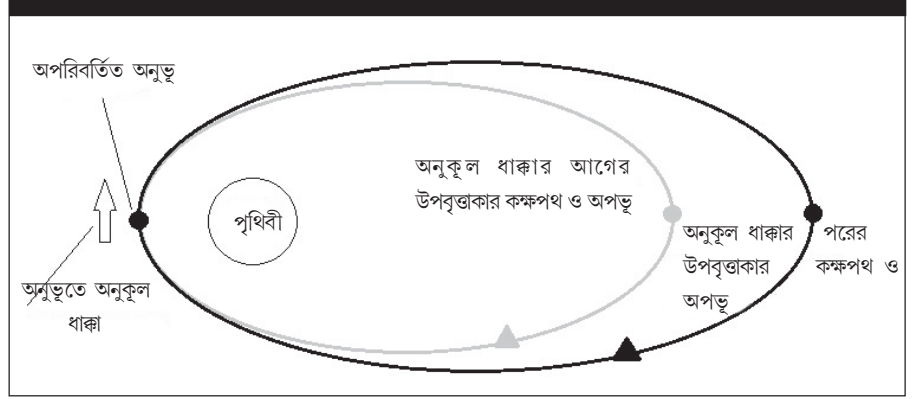 অপরিবর্তিত অনুভূ
অনুকূল ধাক্কার আগের
উপবৃত্তাকার কক্ষপথ ও অপভূ
পৃথিবী
অনুকূল ধাক্কার পরের
উপবৃত্তাকার কক্ষপথ ও
অপভূ
অনুভূতে অনুকূল
ধাক্কা